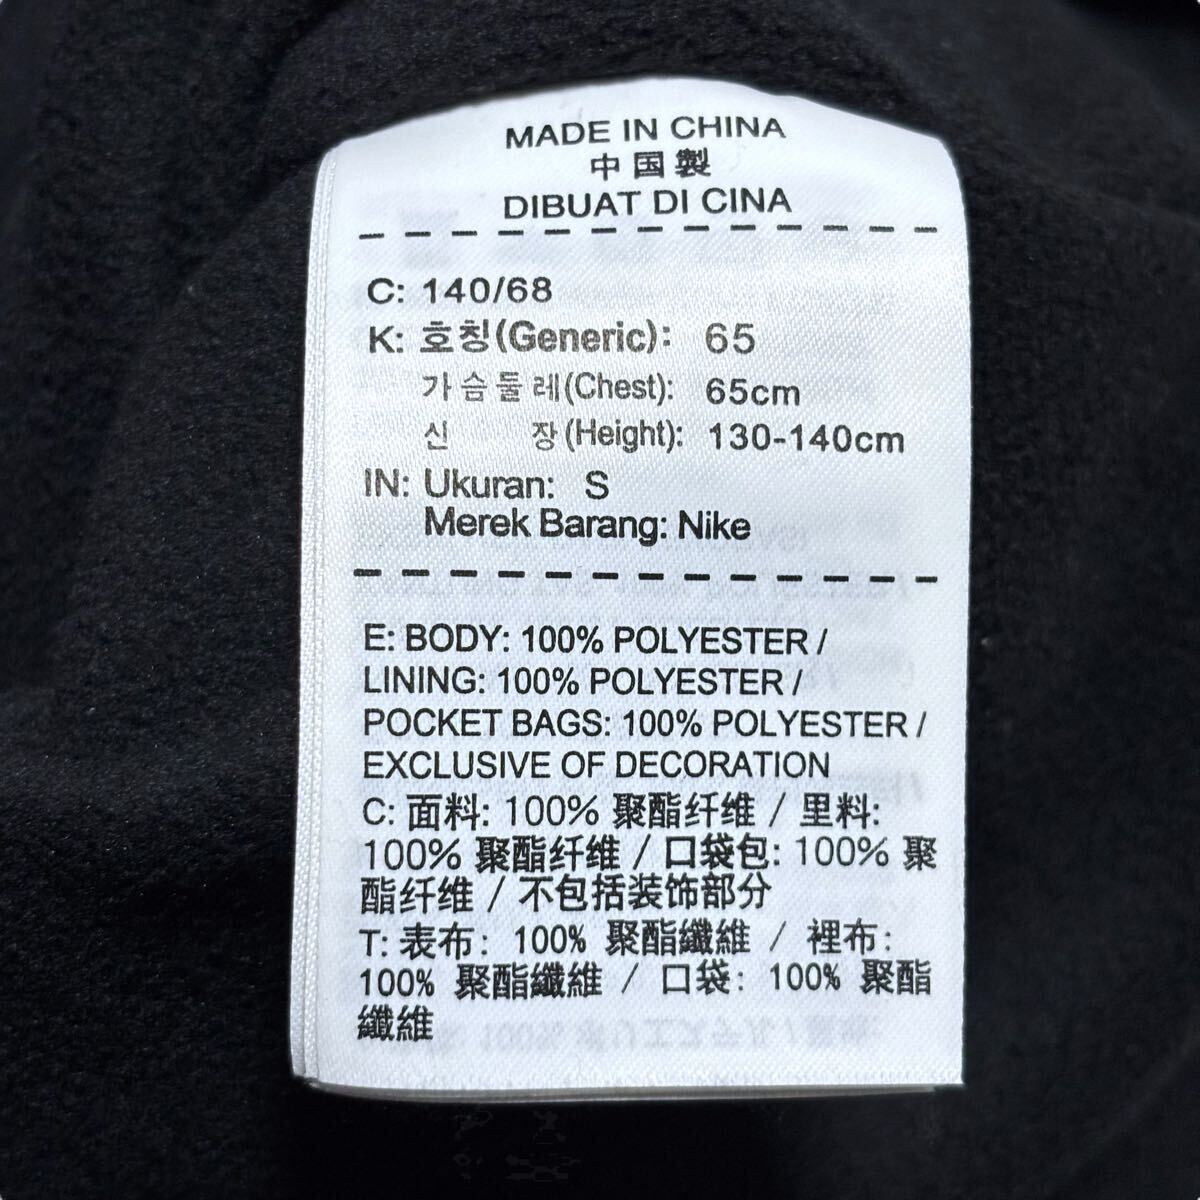 MADE IN CHINA
中国製
DIBUAT DI CINA
C: 140/68
K: 호칭(Generic): 65
가슴둘레(Chest): 65cm
신 장(Height): 130-140cm
IN: Ukuran: S
Merek Barang: Nike
E: BODY: 100% POLYESTER /
LINING: 100% POLYESTER /
POCKET BAGS: 100% POLYESTER /
EXCLUSIVE OF DECORATION
C: 面料: 100% 聚酯纤维 / 里料:
100% 聚酯纤维 / 口袋包: 100% 聚
酯纤维 / 不包括装饰部分
T: 表布: 100% 聚酯纖維 / 裡布:
100% 聚酯纖維 / 口袋: 100% 聚酯
纖維